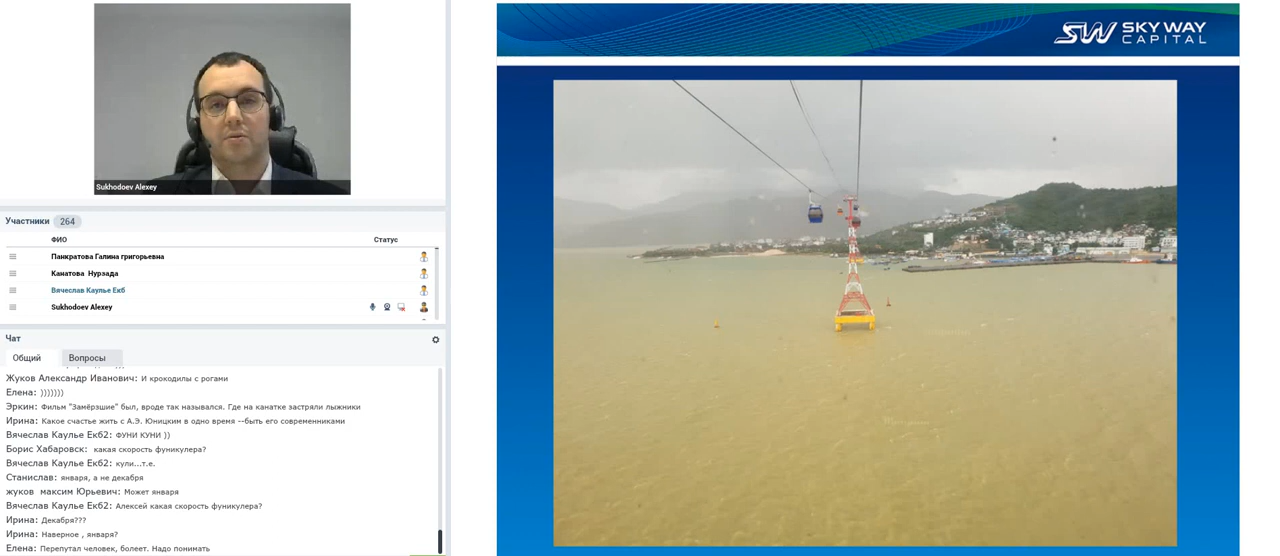 Sukhodoev Alexey
Участники 264
ФИО Статус
Панкратова Галина григорьевна
Канатова Нурзада
Вячеслав Каулье Екб
Sukhodoev Alexey
Чат
Общий Вопросы
Жуков Александр Иванович: И крокодилы с рогами
Елена: )))))))
Эркин: Фильм "Замёрзшие" был, вроде так назывался. Где на канатке застряли лыжники
Ирина: Какое счастье жить с А.Э. Юницким в одно время --быть его современниками
Вячеслав Каулье Екб2: ФУНИ КУНИ ))
Борис Хабаровск: какая скорость фуникулера?
Вячеслав Каулье Екб2: кули...т.е.
Станислав: января, а не декабря
жуков максим Юрьевич: Может января
Вячеслав Каулье Екб2: Алексей какая скорость фуникулера?
Ирина: Декабря???
Ирина: Наверное , января?
Елена: Перепутал человек, болеет. Надо понимать
SW SKY WAY
CAPITAL